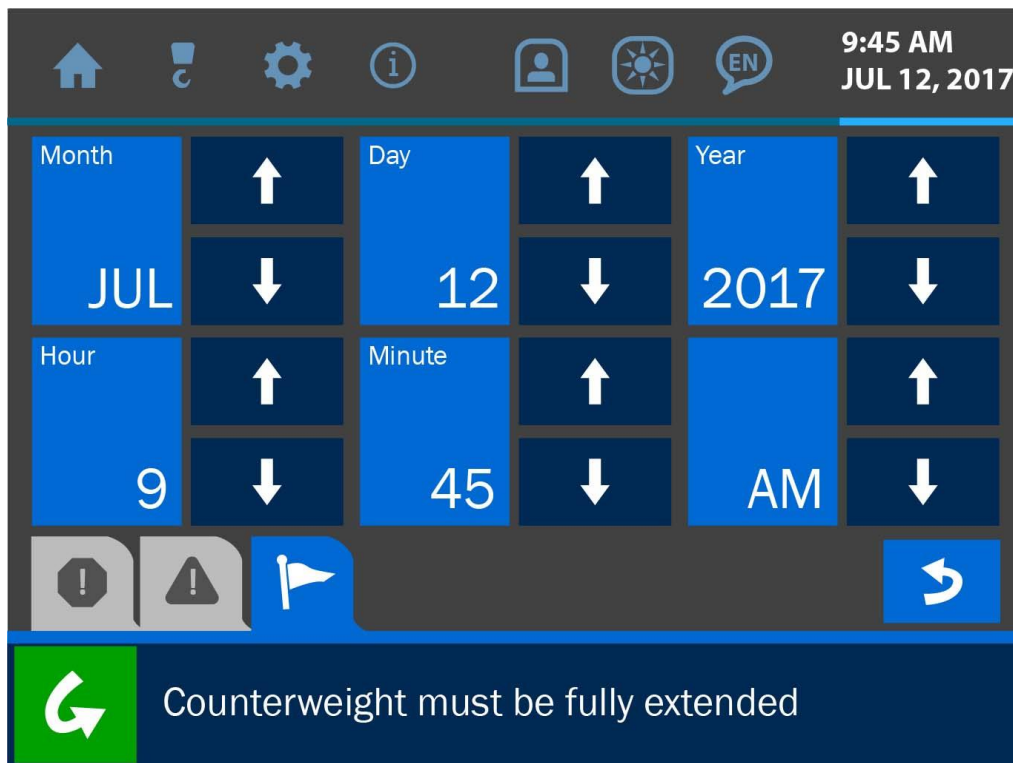 EN
9:45 AM
JUL 12, 2017
Month
JUL
Day
12
Year
2017
Hour
9
Minute
45
AM
Counterweight must be fully extended